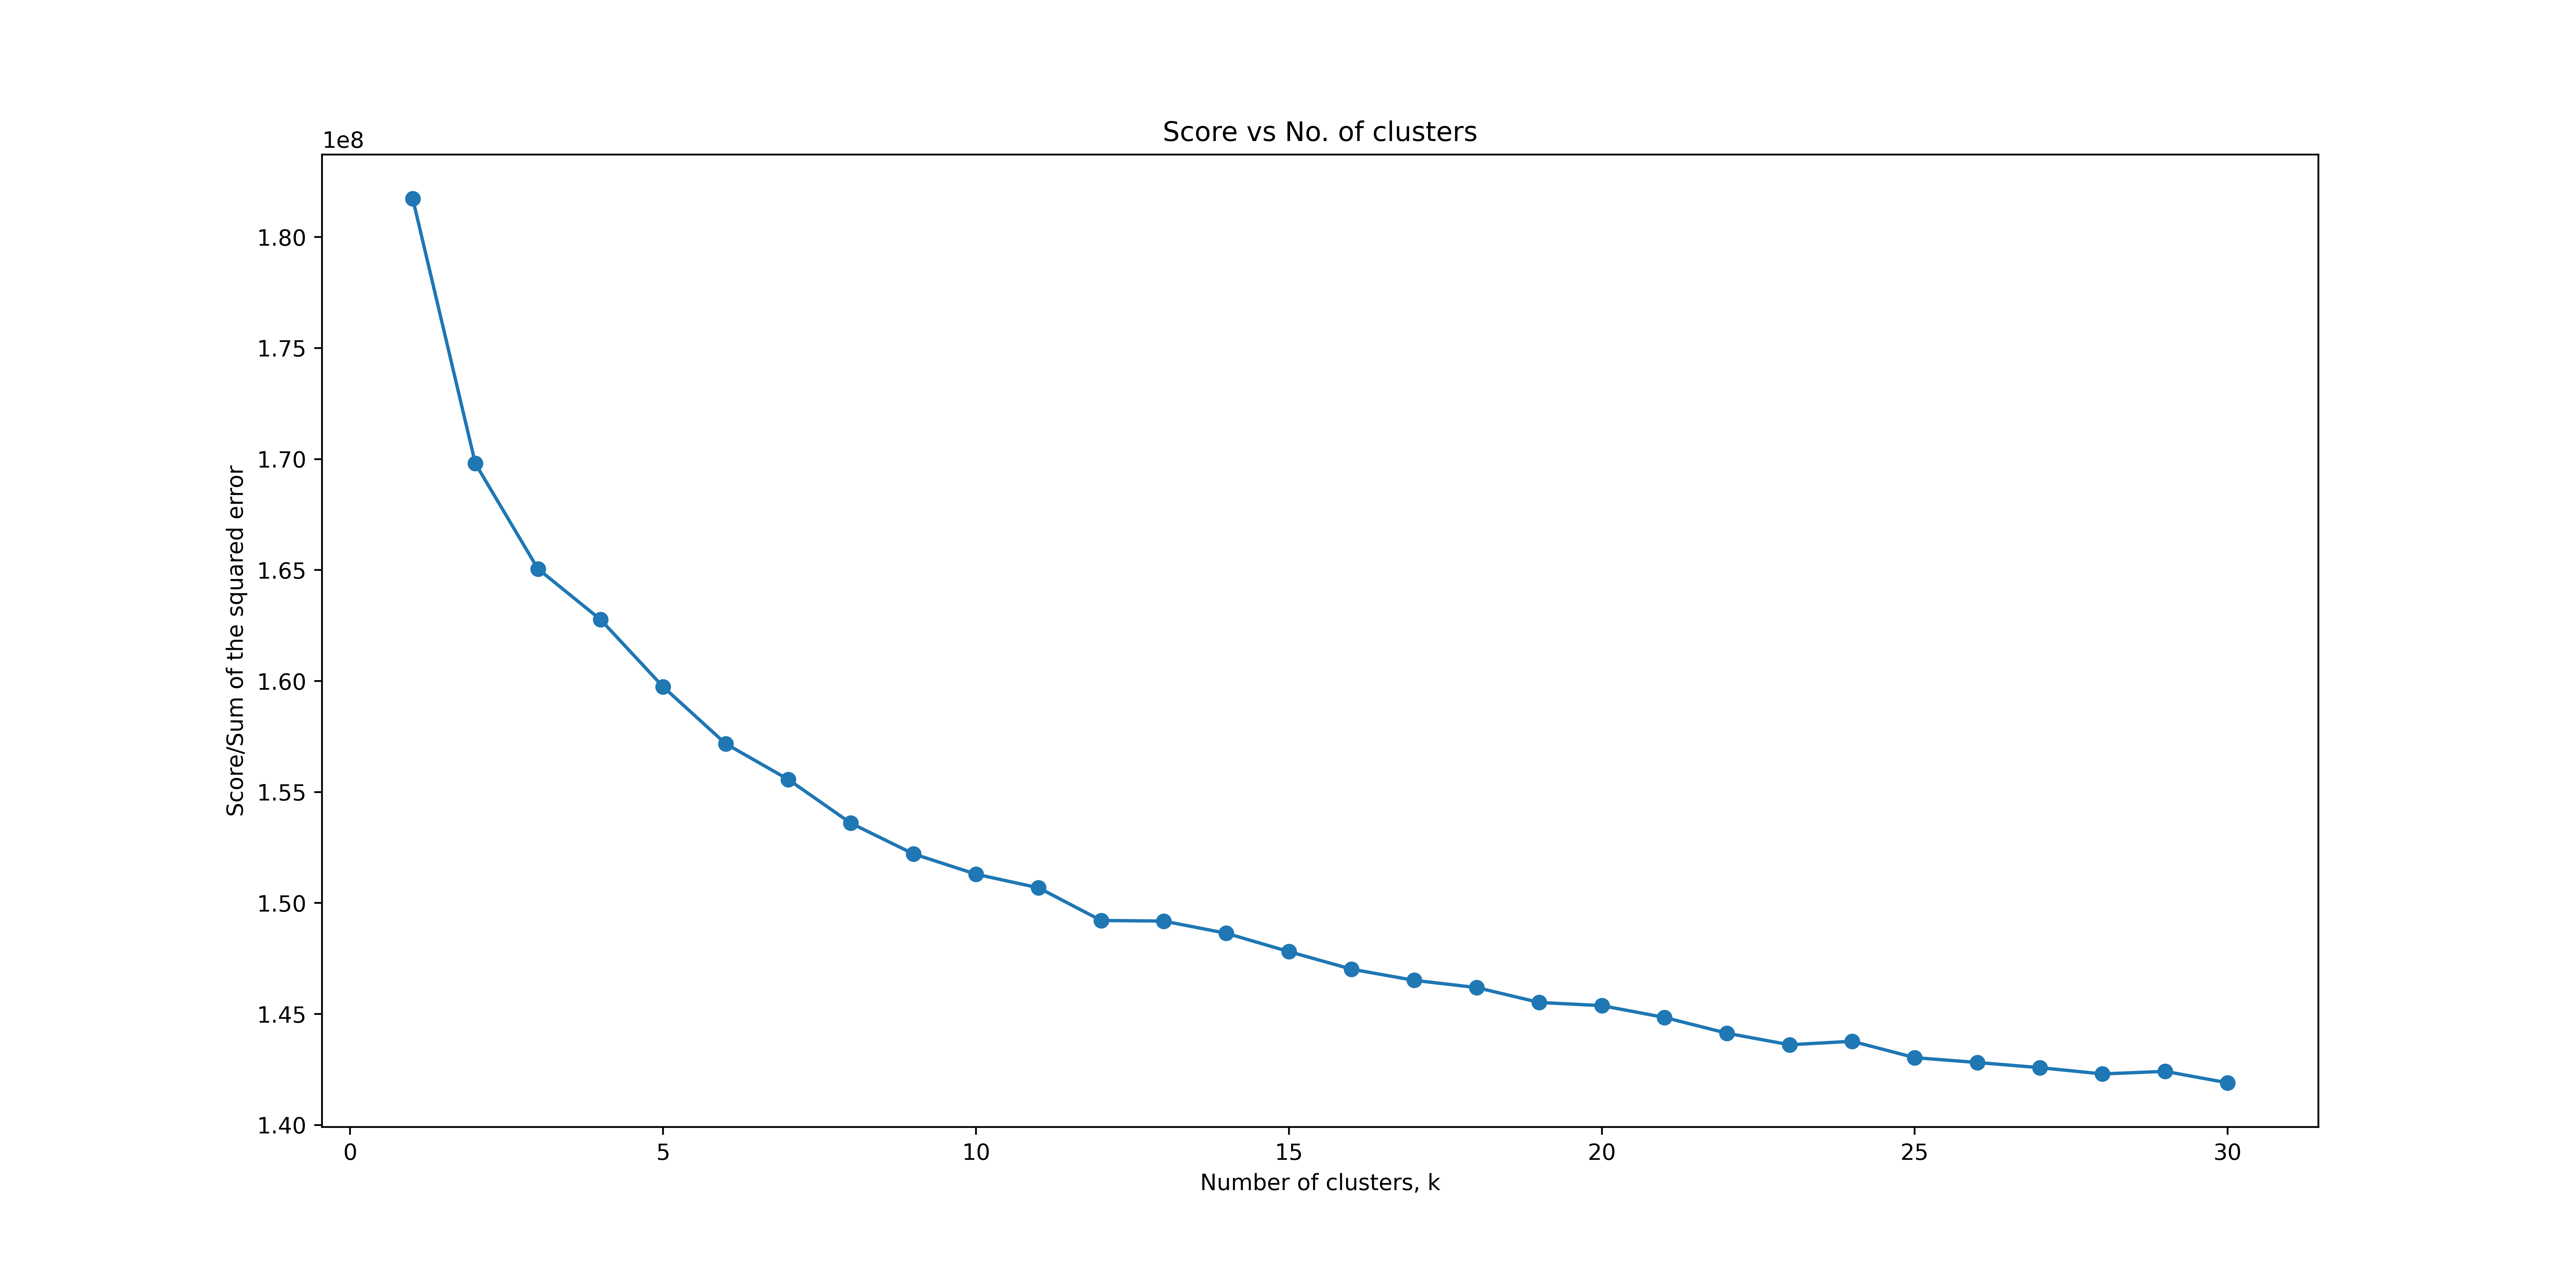 Score vs No. of clusters
1e8
1.80
1.75
1.70
1.65
1.60
1.55
1.50
1.45
1.40
Score/Sum of the squared error
0 5 10 15 20 25 30
Number of clusters, k